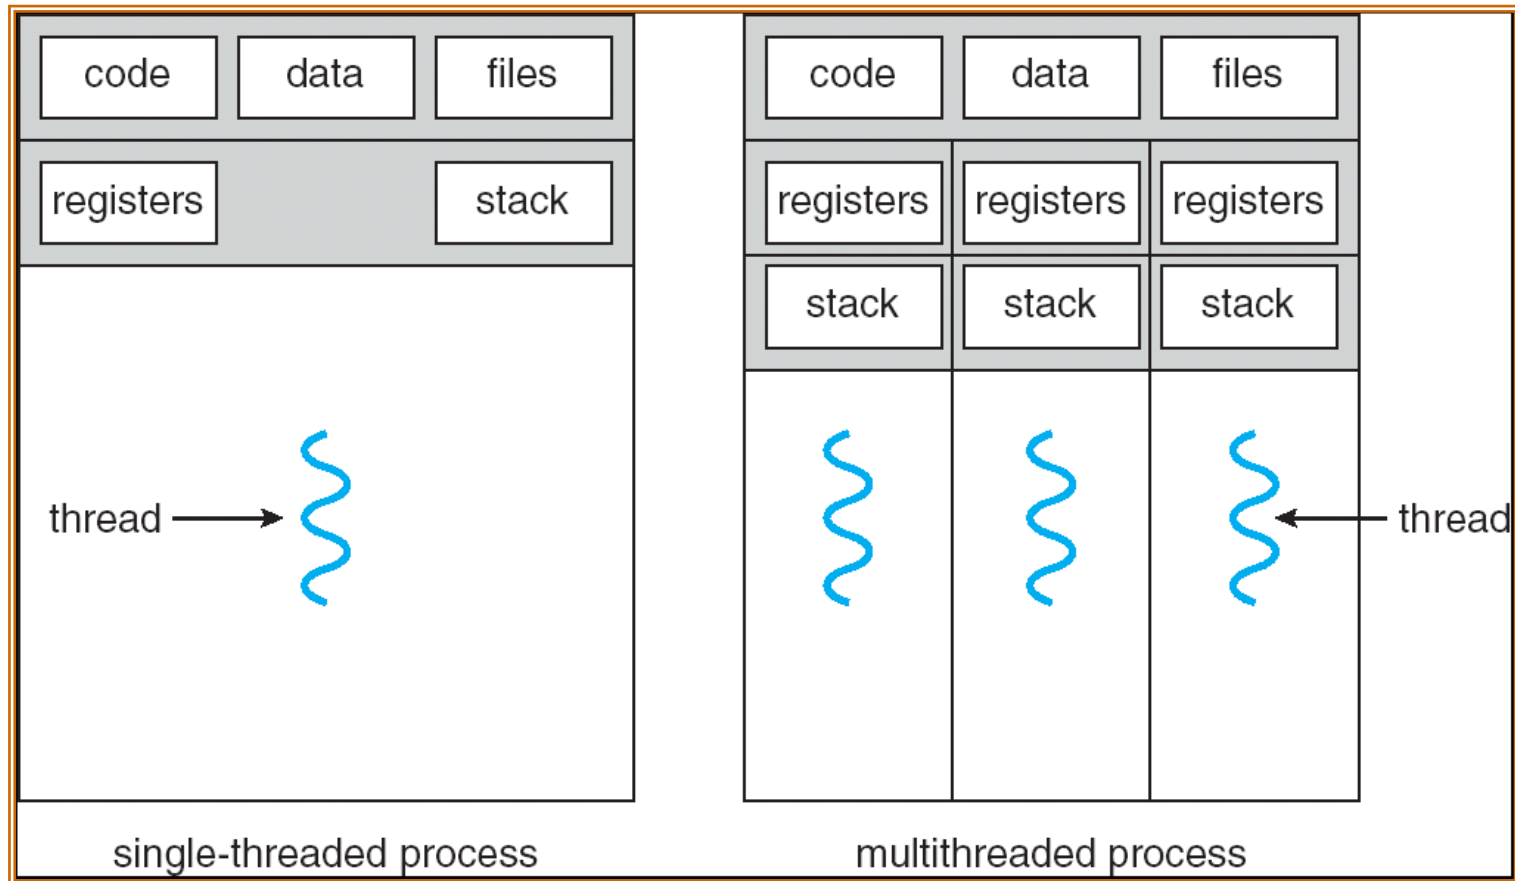 code data files
registers stack
thread
single-threaded process
code data files
registers registers registers
stack stack stack
thread
multithreaded process